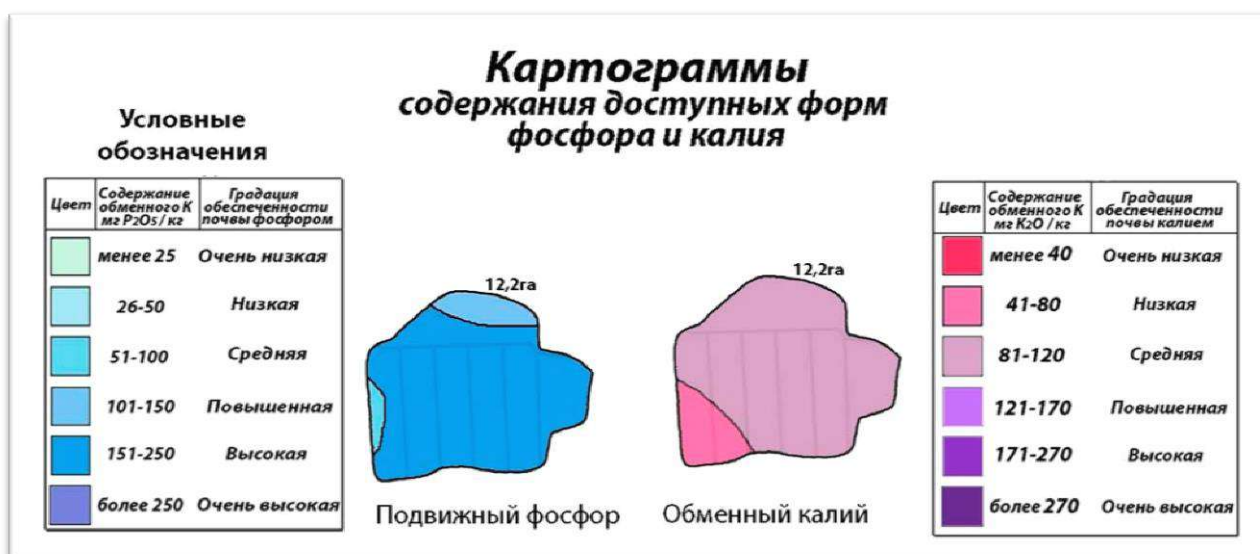 Картограммы
содержания доступных форм
фосфора и калия
Условные
обозначения
Цвет
Содержание
обменного К
мг P2O5 / кг
Градация
обеспеченности
почвы фосфором
менее 25 Очень низкая
26-50 Низкая
51-100 Средняя
101-150 Повышенная
151-250 Высокая
более 250 Очень высокая
12,2га
Подвижный фосфор
12,2га
Обменный калий
Цвет
Содержание
обменного К
мг K2O / кг
Градация
обеспеченности
почвы калием
менее 40 Очень низкая
41-80 Низкая
81-120 Средняя
121-170 Повышенная
171-270 Высокая
более 270 Очень высокая